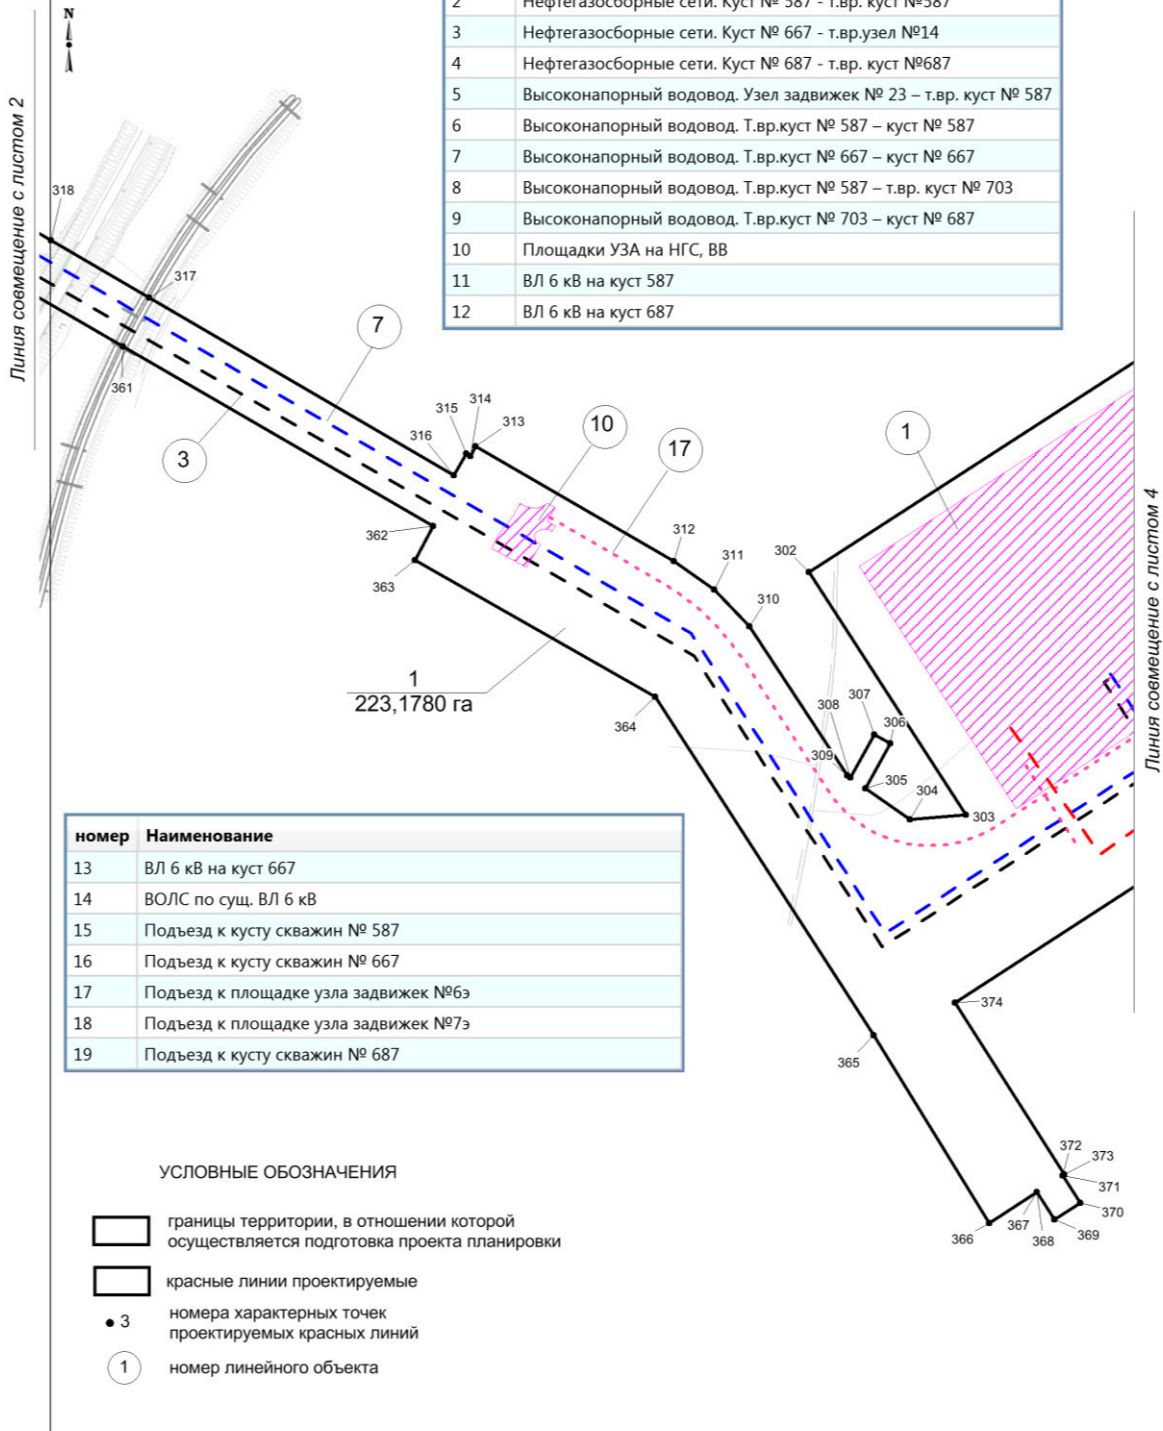 N
2 Нефтегазосборные сети. Куст № 587 - т.вр. куст №587
3 Нефтегазосборные сети. Куст № 667 - т.вр.узел №14
4 Нефтегазосборные сети. Куст № 687 - т.вр. куст №687
5 Высоконапорный водовод. Узел задвижек № 23 – т.вр. куст № 587
6 Высоконапорный водовод. Т.вр.куст № 587 – куст № 587
7 Высоконапорный водовод. Т.вр.куст № 667 – куст № 667
8 Высоконапорный водовод. Т.вр.куст № 587 – т.вр. куст № 703
9 Высоконапорный водовод. Т.вр.куст № 703 – куст № 687
10 Площадки УЗА на НГС, ВВ
11 ВЛ 6 кВ на куст 587
12 ВЛ 6 кВ на куст 687
Линия совмещение с листом 2
318
317
361
7
3
316
315
314
313
10
17
1
362
363
312
311
310
302
1
223,1780 га
364
308
307
306
309
305
304
303
Линия совмещение с листом 4
номер Наименование
13 ВЛ 6 кВ на куст 667
14 ВОЛС по сущ. ВЛ 6 кВ
15 Подъезд к кусту скважин № 587
16 Подъезд к кусту скважин № 667
17 Подъезд к площадке узла задвижек №6э
18 Подъезд к площадке узла задвижек №7э
19 Подъезд к кусту скважин № 687
374
365
372
373
371
370
369
368
367
366
УСЛОВНЫЕ ОБОЗНАЧЕНИЯ
границы территории, в отношении которой
осуществляется подготовка проекта планировки
красные линии проектируемые
3 номера характерных точек
проектируемых красных линий
1 номер линейного объекта